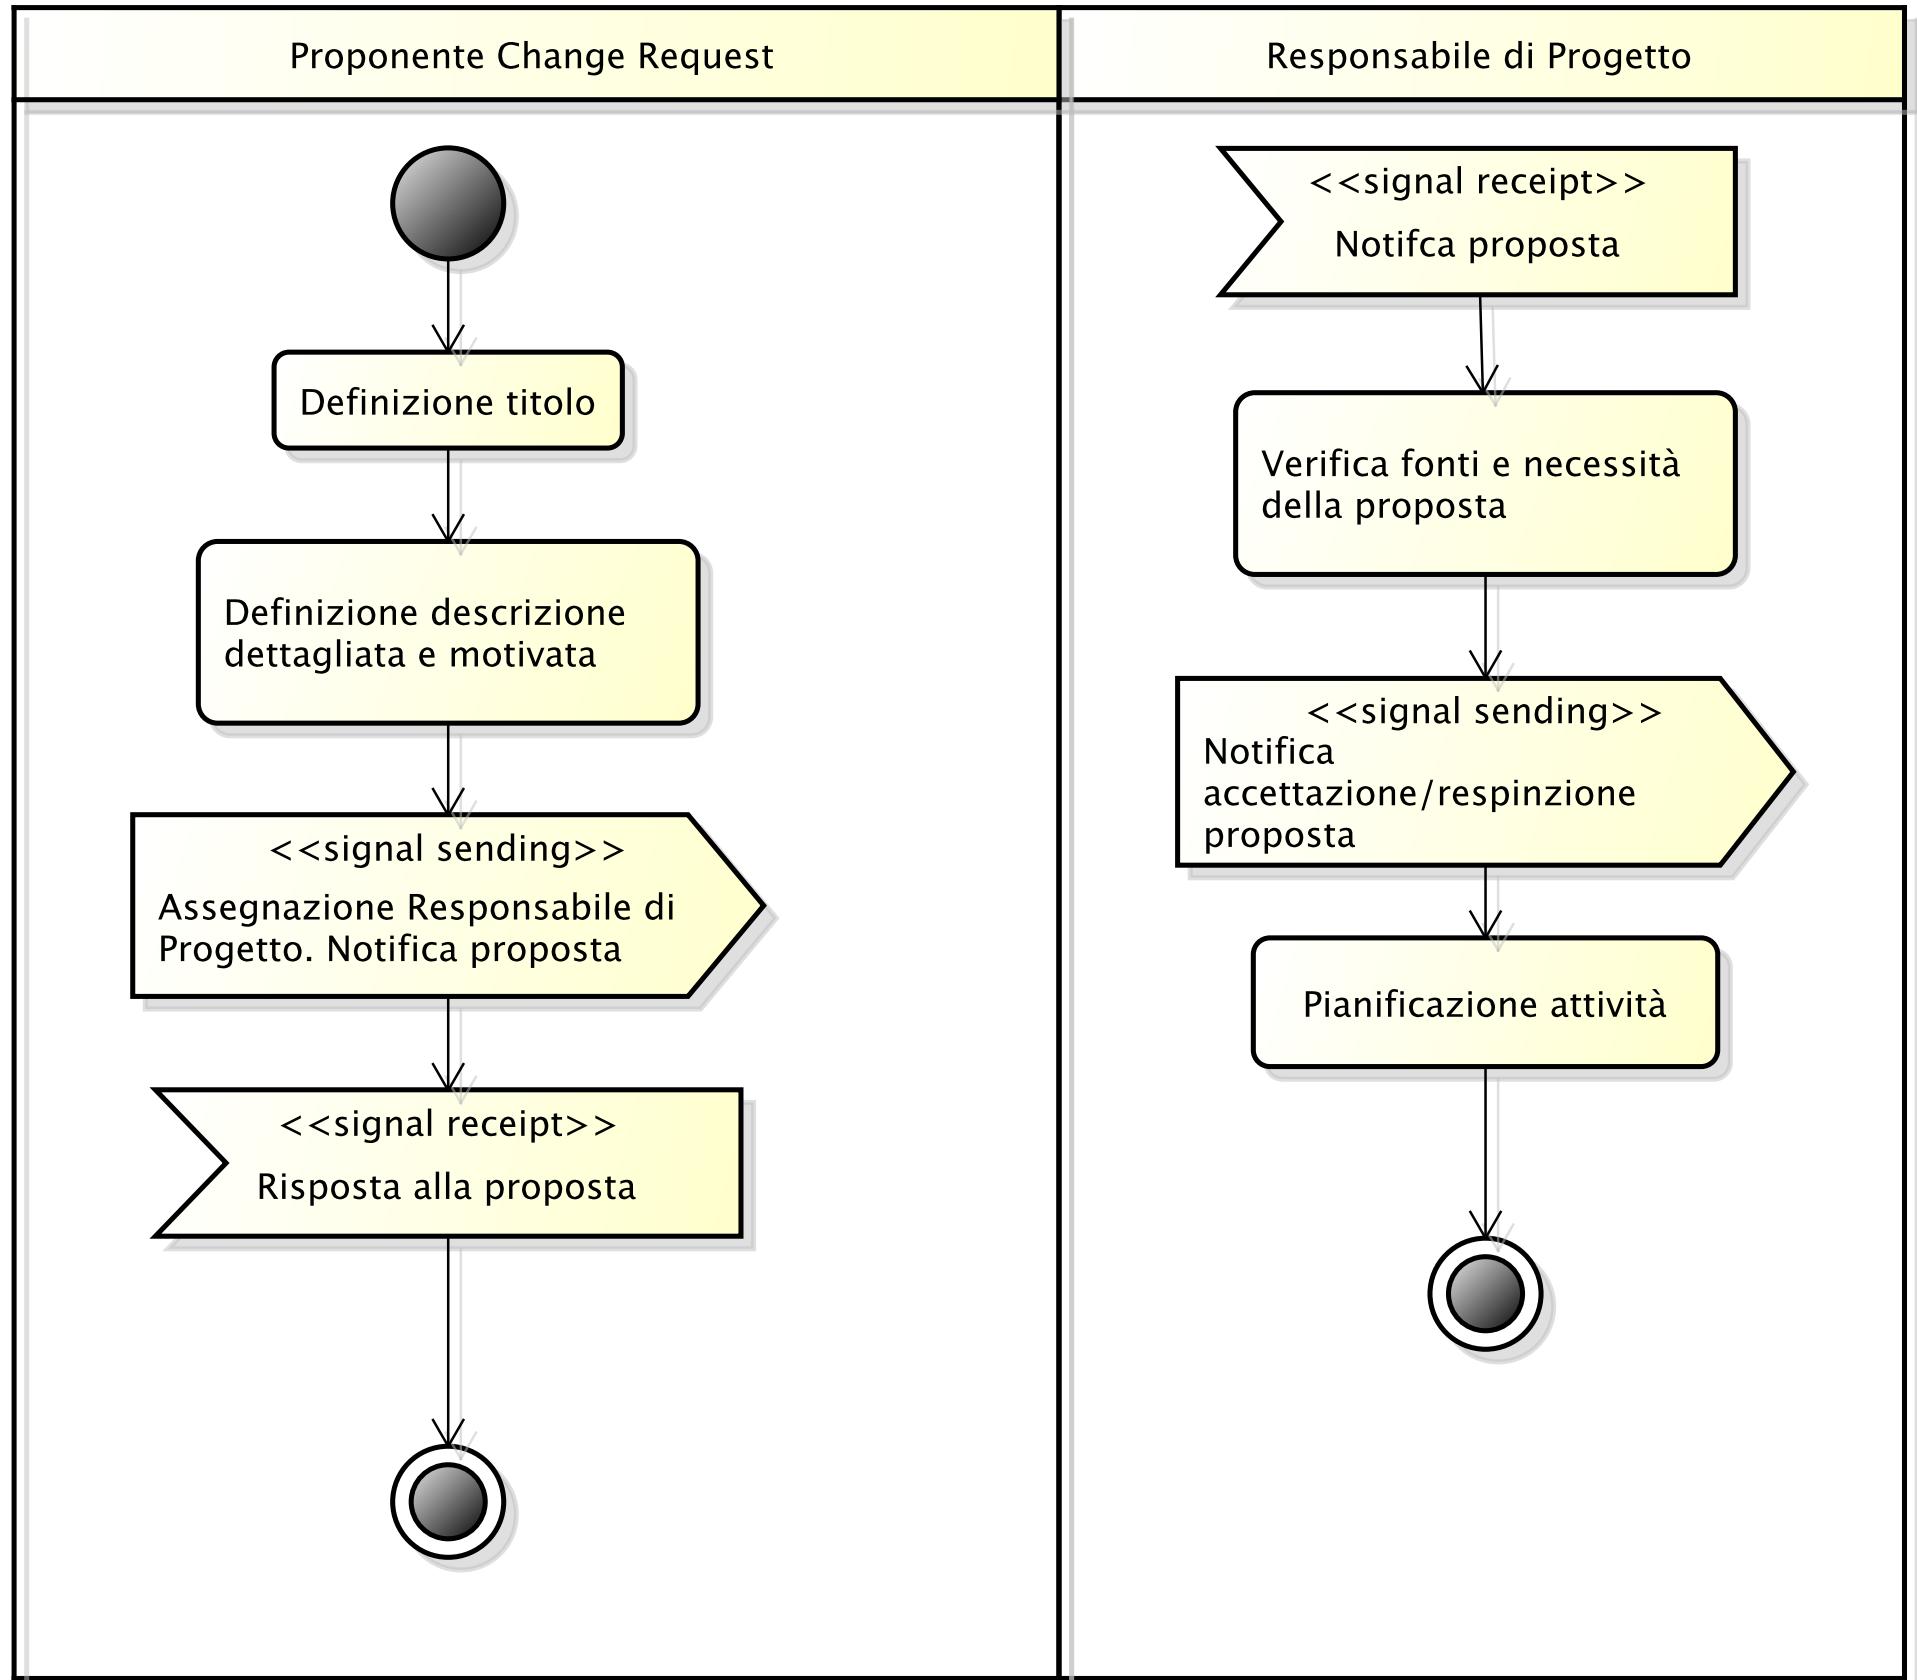 Proponente Change Request
Responsabile di Progetto
Definizione titolo
Definizione descrizione
dettagliata e motivata
<<signal sending>>
Assegnazione Responsabile di
Progetto. Notifica proposta
<<signal receipt>>
Risposta alla proposta
<<signal receipt>>
Notifca proposta
Verifica fonti e necessità
della proposta
<<signal sending>>
Notifica
accettazione/respinzione
proposta
Pianificazione attività